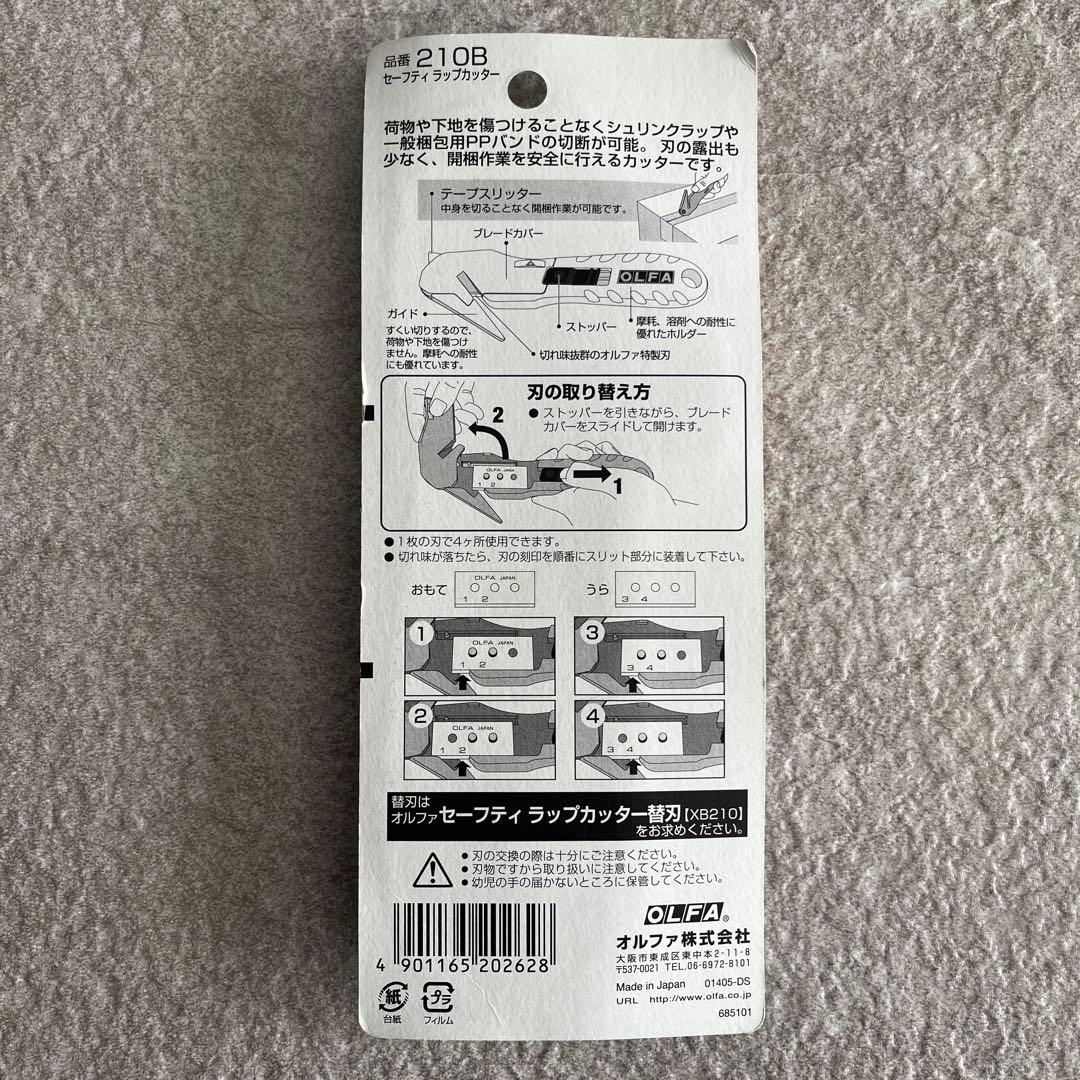 品番 210B
セーフティ ラップカッター
荷物や下地を傷つけることなくシュリンクラップや
一般梱包用PPバンドの切断が可能。 刃の露出も
少なく、開梱作業を安全に行えるカッターです。
テープスリッター
中身を切ることなく開梱作業が可能です。
ブレードカバー
OLFA
ガイド
すくい切りするので、
荷物や下地を傷つけ
ません。摩耗への耐性
にも優れています。
ストッパー
摩耗、溶剤への耐性に
優れたホルダー
切れ味抜群のオルファ特製刃
刃の取り替え方
● ストッパーを引きながら、ブレード
カバーをスライドして開けます。
2
OLFA JAPAN
1 2
1
● 1枚の刃で4ヶ所使用できます。
● 切れ味が落ちたら、刃の刻印を順番にスリット部分に装着して下さい。
おもて
OLFA JAPAN
1 2
うら
3 4
1
OLFA JAPAN
1 2
3
3 4
2
OLFA JAPAN
1 2
4
3 4
替刃は
オルファセーフティ ラップカッター替刃【XB210】
をお求めください。
● 刃の交換の際は十分にご注意ください。
● 刃物ですから取り扱いに注意してください。
● 幼児の手の届かないところに保管してください。
4 901165 202628
OLFA®
オルファ株式会社
大阪市東成区東中本2-11-8
〒537-0021 TEL.06-6972-8101
Made in Japan 01405-DS
URL http://www.olfa.co.jp
685101
紙
台紙
プラ
フィルム